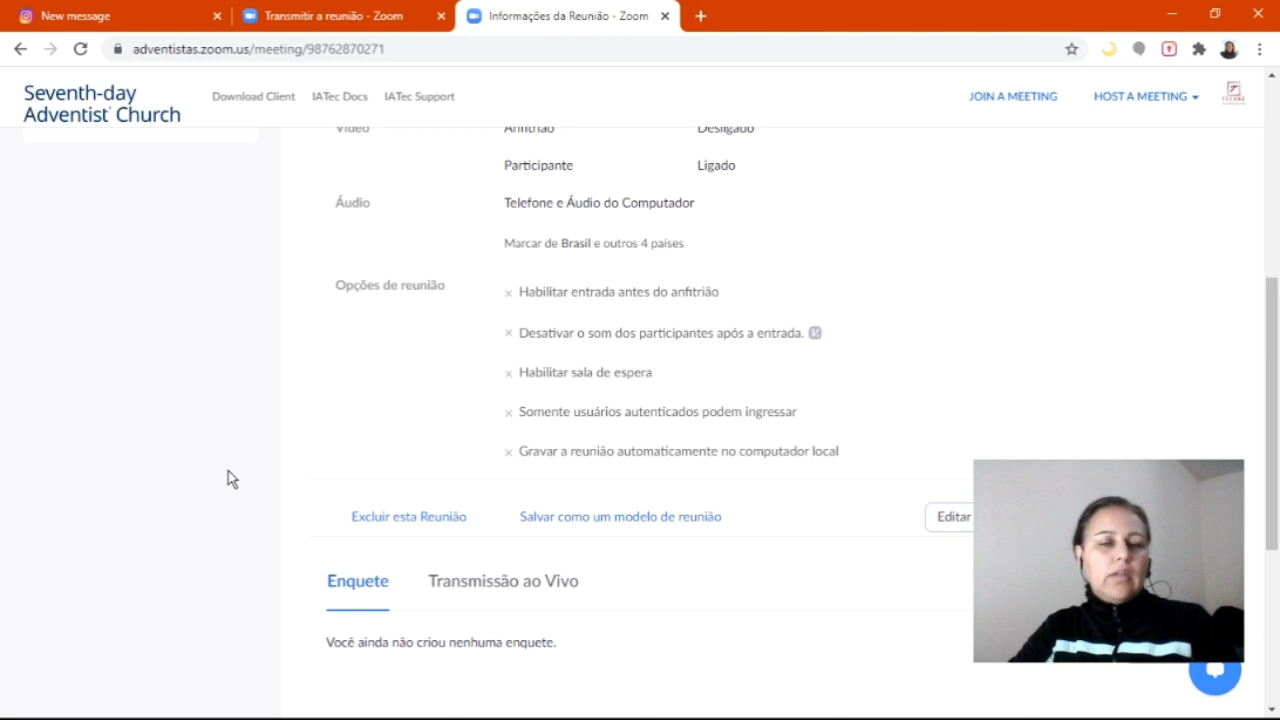 New message
Transmitir a reunião - Zoom
Informações da Reunião - Zoom
adventistas.zoom.us/meeting/98762870271
Seventh-day
Adventist® Church
Download Client
IATec Docs
IATec Support
JOIN A MEETING
HOST A MEETING
Vídeo
Anfitrião
Desligado
Participante
Ligado
Áudio
Telefone e Áudio do Computador
Marcar de Brasil e outros 4 países
Opções de reunião
× Habilitar entrada antes do anfitrião
× Desativar o som dos participantes após a entrada.
× Habilitar sala de espera
× Somente usuários autenticados podem ingressar
× Gravar a reunião automaticamente no computador local
Excluir esta Reunião
Salvar como um modelo de reunião
Editar
Enquete
Transmissão ao Vivo
Você ainda não criou nenhuma enquete.